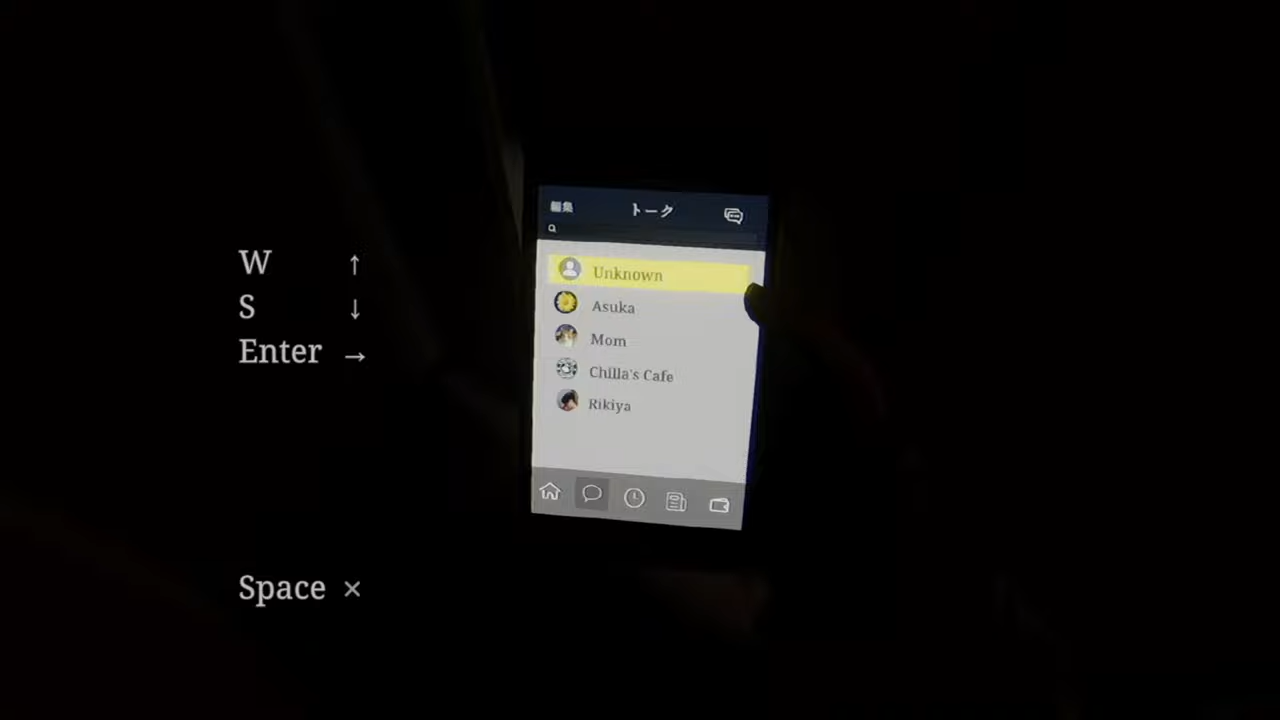 W ↑
S ↓
Enter →
Space ×
編集 トーク
Unknown
Asuka
Mom
Chilla's Cafe
Rikiya